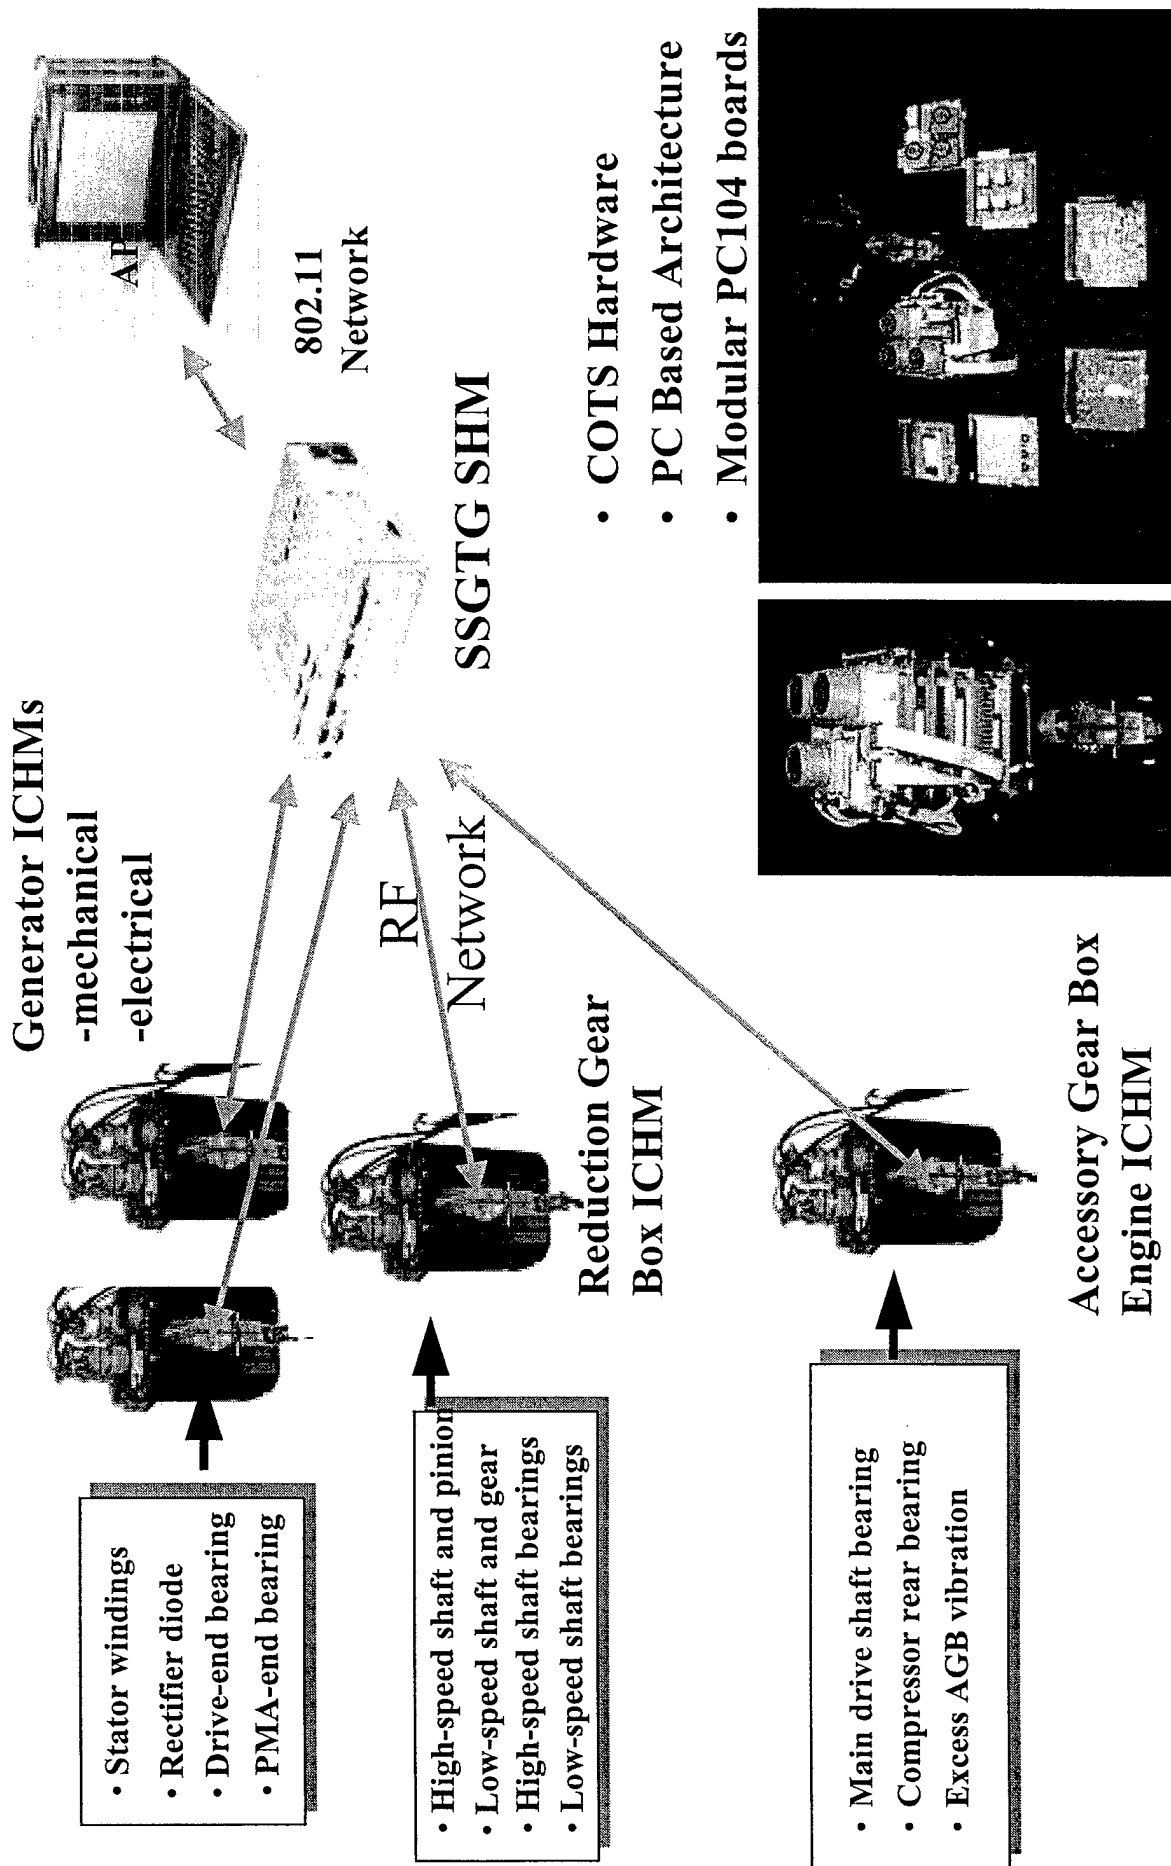 Generator ICHMs
-mechanical
-electrical
• Stator windings
• Rectifier diode
• Drive-end bearing
• PMA-end bearing
AP
802.11
Network
SSGTG SHM
RF
Network
• High-speed shaft and pinion
• Low-speed shaft and gear
• High-speed shaft bearings
• Low-speed shaft bearings
Reduction Gear
Box ICHM
• COTS Hardware
• PC Based Architecture
• Modular PC104 boards
• Main drive shaft bearing
• Compressor rear bearing
• Excess AGB vibration
Accessory Gear Box
Engine ICHM